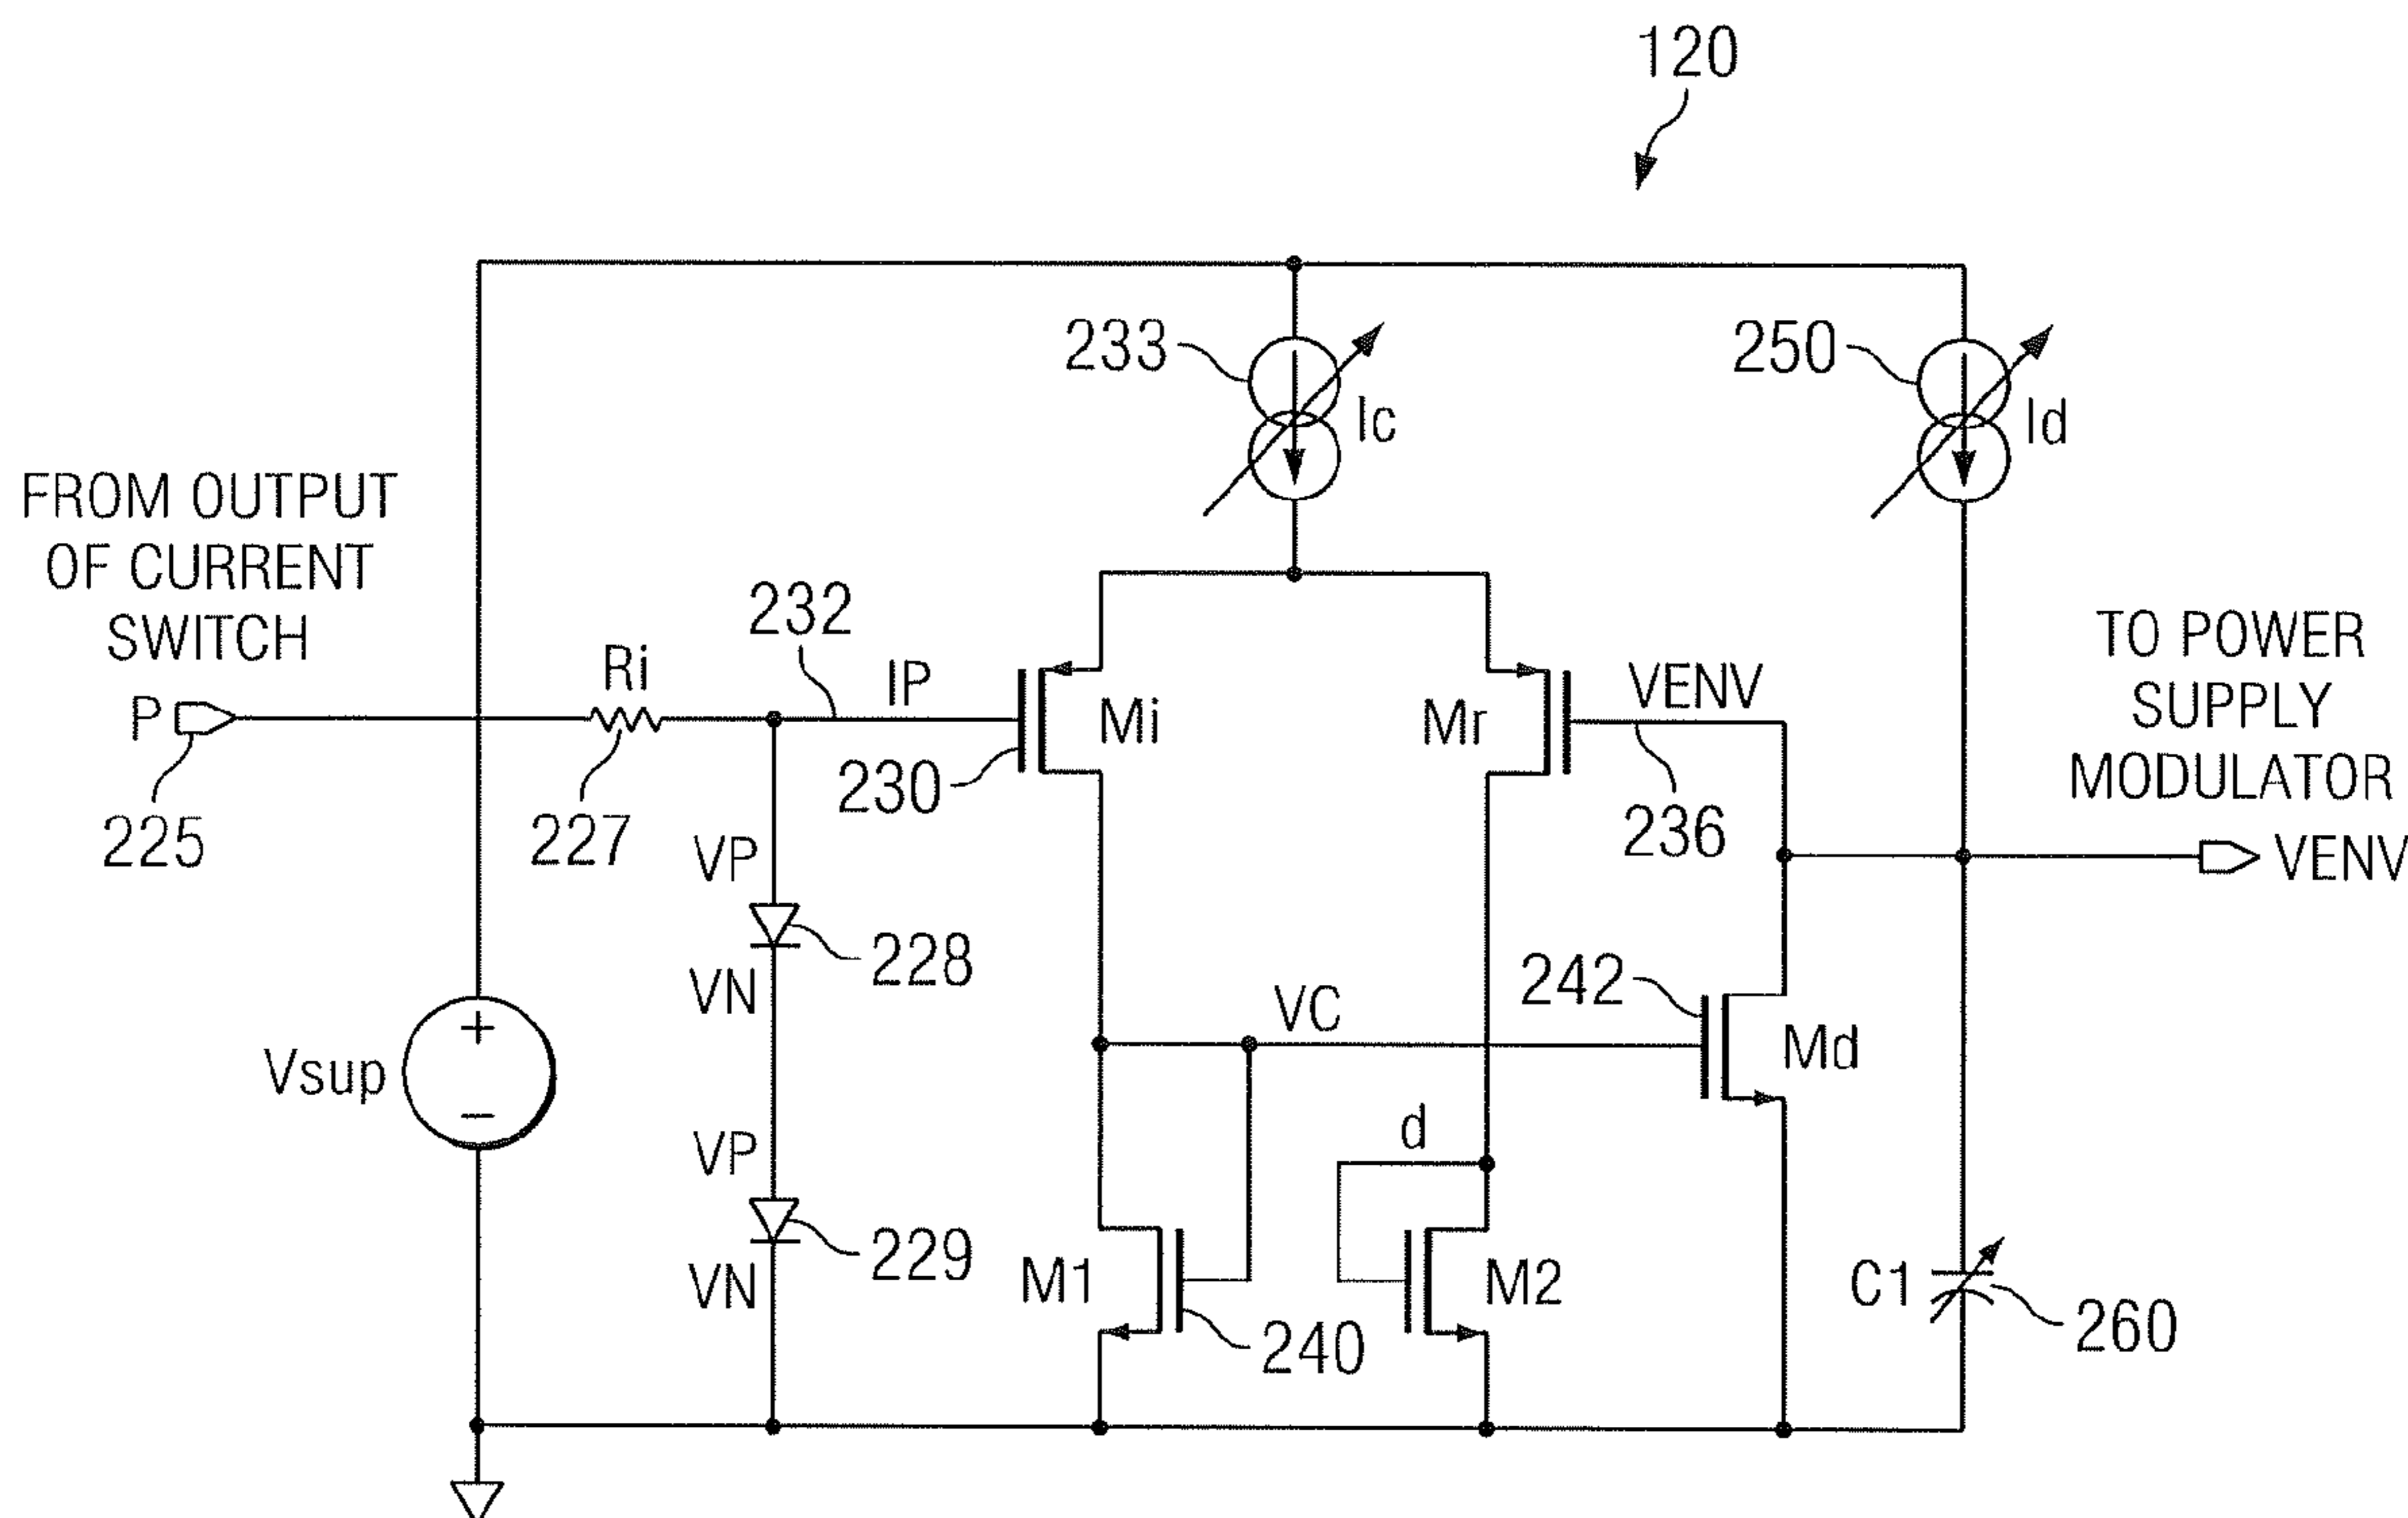 120
233
Ic
250
Id
FROM OUTPUT
OF CURRENT
SWITCH
P
225
Ri
227
232
IP
230
Mi
Mr
VENV
236
TO POWER
SUPPLY
MODULATOR
VENV
VP
228
VN
VC
242
Md
Vsup
+
−
VP
229
VN
d
M1
240
M2
C1
260